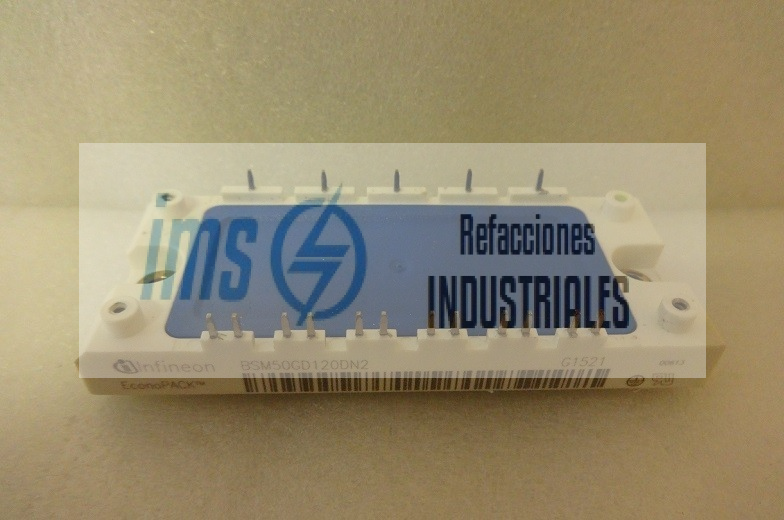 ims
Refacciones
INDUSTRIALES
infineon BSM50GD120DN2 G1521
EconoPACK™